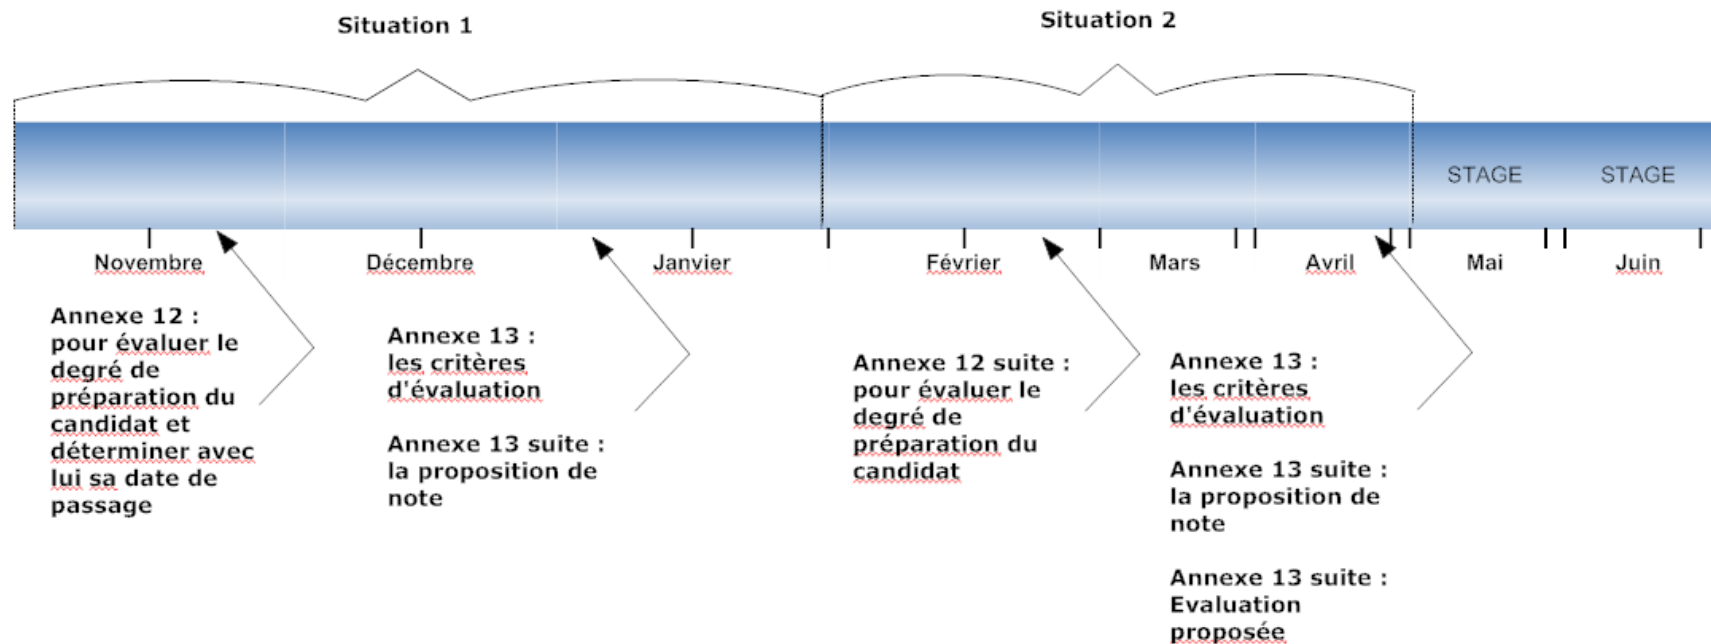 Situation 1
Situation 2
STAGE
STAGE
Novembre
Décembre
Janvier
Février
Mars
Avril
Mai
Juin
Annexe 12 :
pour évaluer le
degré de
préparation du
candidat et
déterminer avec
lui sa date de
passage
Annexe 13 :
les critères
d'évaluation
Annexe 13 suite :
la proposition de
note
Annexe 12 suite :
pour évaluer le
degré de
préparation du
candidat
Annexe 13 :
les critères
d'évaluation
Annexe 13 suite :
la proposition de
note
Annexe 13 suite :
Evaluation
proposée